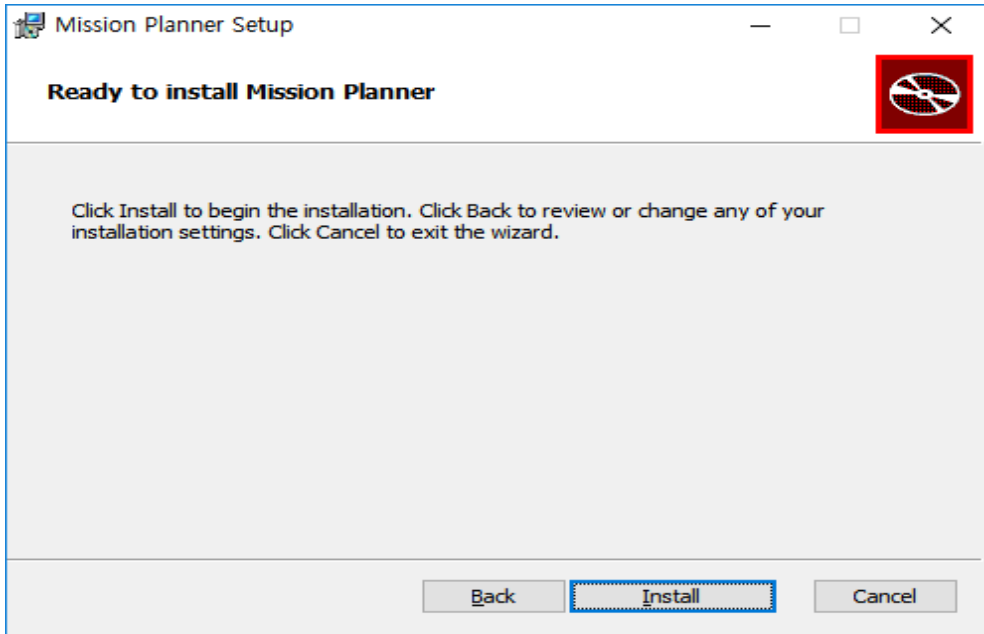 Mission Planner Setup
Ready to install Mission Planner
Click Install to begin the installation. Click Back to review or change any of your
installation settings. Click Cancel to exit the wizard.
Back Install Cancel